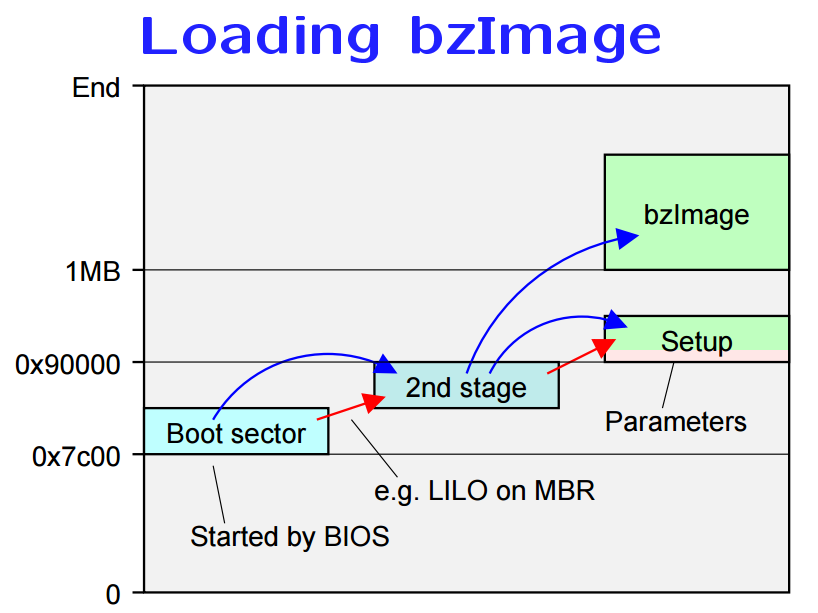 Loading bzImage
End
bzImage
1MB
Setup
0x90000
2nd stage
Parameters
Boot sector
0x7c00
e.g. LILO on MBR
Started by BIOS
0